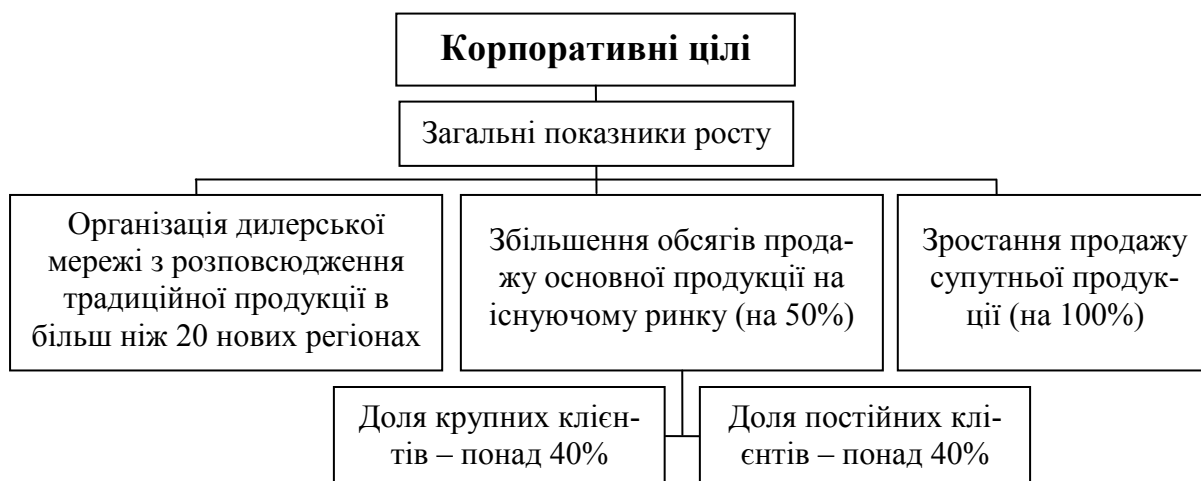 Корпоративні цілі
Загальні показники росту
Організація дилерської
мережі з розповсюдження
традиційної продукції в
більш ніж 20 нових регіонах
Збільшення обсягів прода-
жу основної продукції на
існуючому ринку (на 50%)
Зростання продажу
супутньої продук-
ції (на 100%)
Доля крупних клієн-
тів – понад 40%
Доля постійних клі-
єнтів – понад 40%